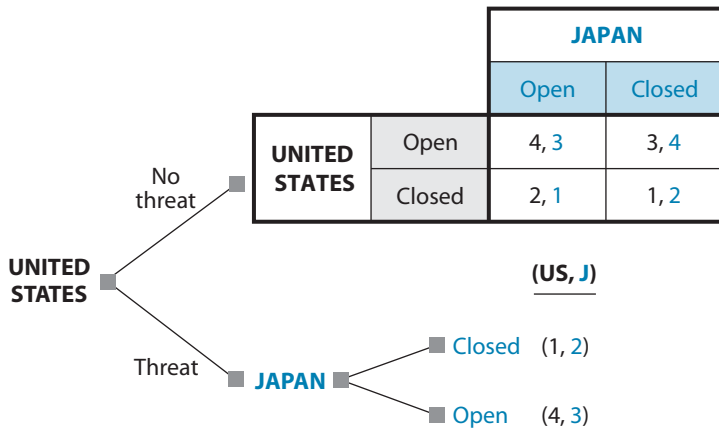 JAPAN
Open Closed
UNITED STATES Open 4, 3 3, 4
Closed 2, 1 1, 2
No threat
UNITED STATES
(US, J)
Threat
JAPAN
Closed (1, 2)
Open (4, 3)